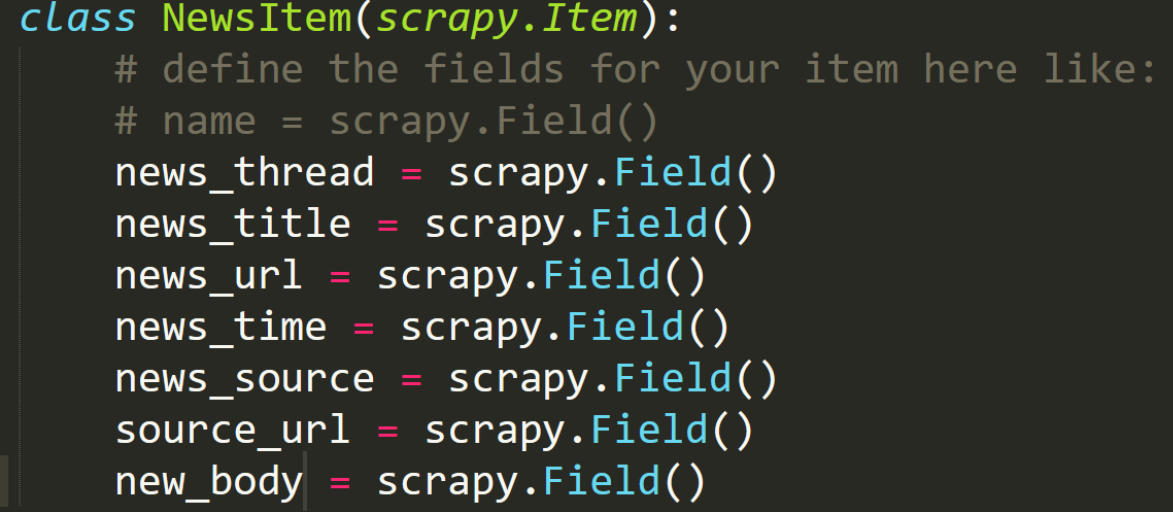 class NewsItem(scrapy.Item):
    # define the fields for your item here like:
    # name = scrapy.Field()
    news_thread = scrapy.Field()
    news_title = scrapy.Field()
    news_url = scrapy.Field()
    news_time = scrapy.Field()
    news_source = scrapy.Field()
    source_url = scrapy.Field()
    new_body = scrapy.Field()